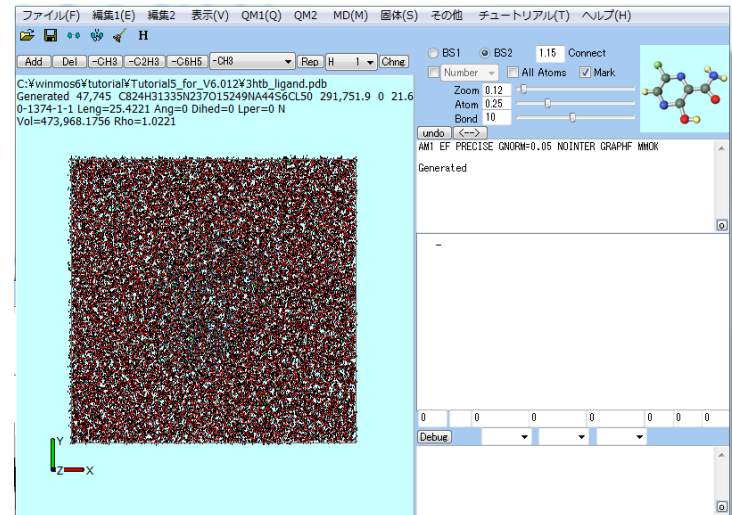 ファイル(F) 編集1(E) 編集2 表示(V) QM1(Q) QM2 MD(M) 固体(S) その他 チュートリアル(T) ヘルプ(H)
H
Add Del -CH3 -C2H3 -C6H5 -CH3 Rep H 1 Chng
BS1 BS2 1.15 Connect
Number All Atoms Mark
Zoom 0.12
Atom 0.25
Bond 10
undo <-->
C:¥winmos6¥tutorial¥Tutorial5_for_V6.012¥3htb_ligand.pdb
Generated 47,745 C824H31335N237O15249NA44S6CL50 291,751.9 0 21.6
0-1374-1-1 Leng=25.4221 Ang=0 Dihed=0 Lper=0 N
Vol=473,968.1756 Rho=1.0221
AM1 EF PRECISE GNORM=0.05 NOINTER GRAPHF MMOK
Generated
o
0 0 0 0 0 0 0
Debug
Y
Z X
o